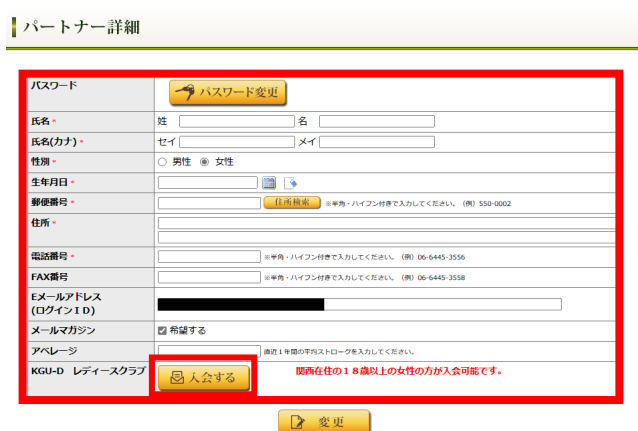 パートナー詳細
パスワード
パスワード変更
氏名* 姓 名
氏名(カナ)* セイ メイ
性別* 男性 女性
生年月日*
郵便番号* 住所検索 ※半角・ハイフン付きで入力してください。 (例) 550-0002
住所*
電話番号* ※半角・ハイフン付きで入力してください。 (例) 06-6445-3556
FAX番号 ※半角・ハイフン付きで入力してください。 (例) 06-6445-3558
Eメールアドレス
(ログインＩＤ)
メールマガジン 希望する
アベレージ 直近１年間の平均ストロークを入力してください。
KGU-D レディースクラブ 入会する 関西在住の１８歳以上の女性の方が入会可能です。
変更